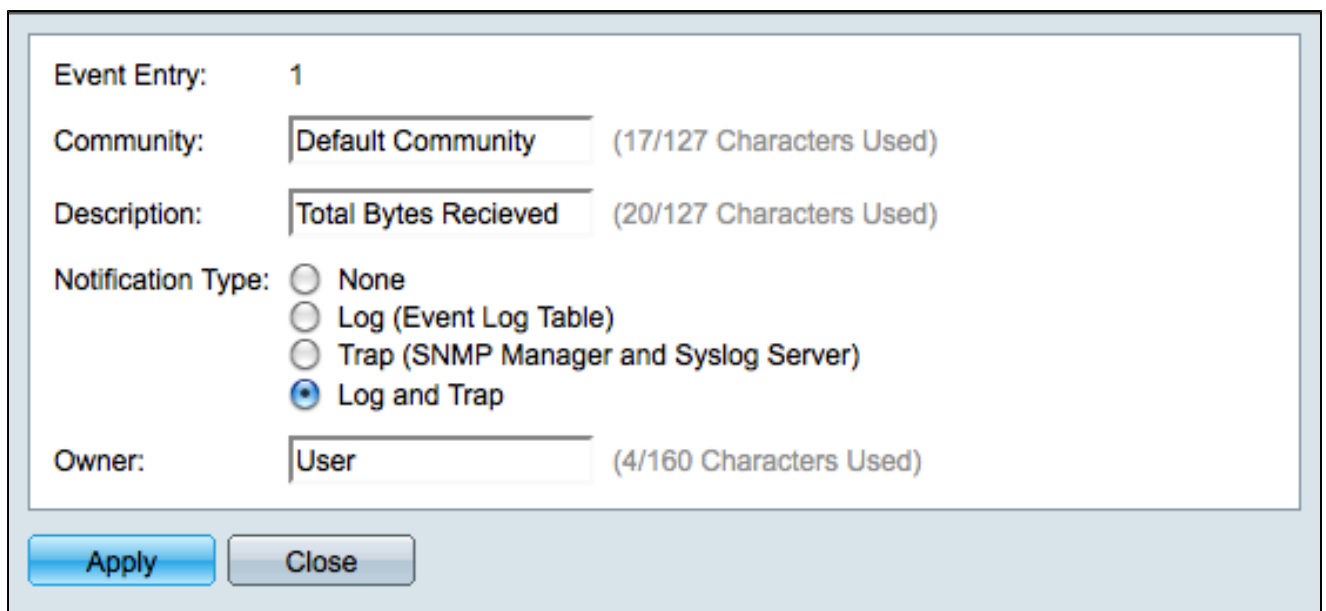 Event Entry: 1
Community: Default Community (17/127 Characters Used)
Description: Total Bytes Recieved (20/127 Characters Used)
Notification Type: None
Log (Event Log Table)
Trap (SNMP Manager and Syslog Server)
Log and Trap
Owner: User (4/160 Characters Used)
Apply Close